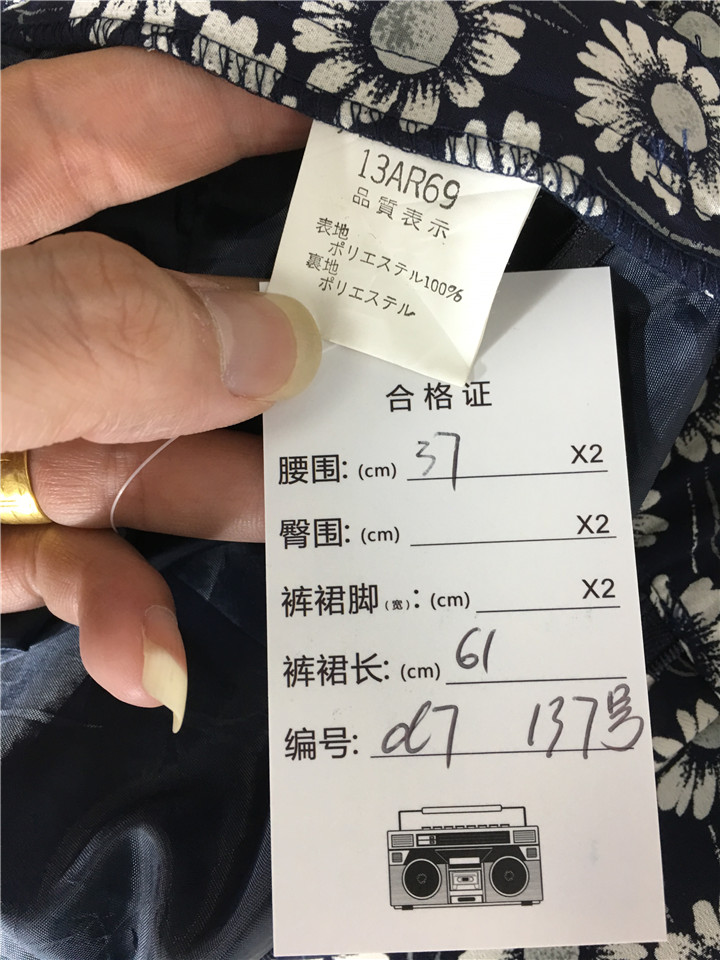 13AR69
品質表示
表地
ポリエステル100%
裏地
ポリエステル
合格证
腰围: (cm) 37 X2
臀围: (cm) X2
裤裙脚(宽): (cm) X2
裤裙长: (cm) 61
编号: 137号